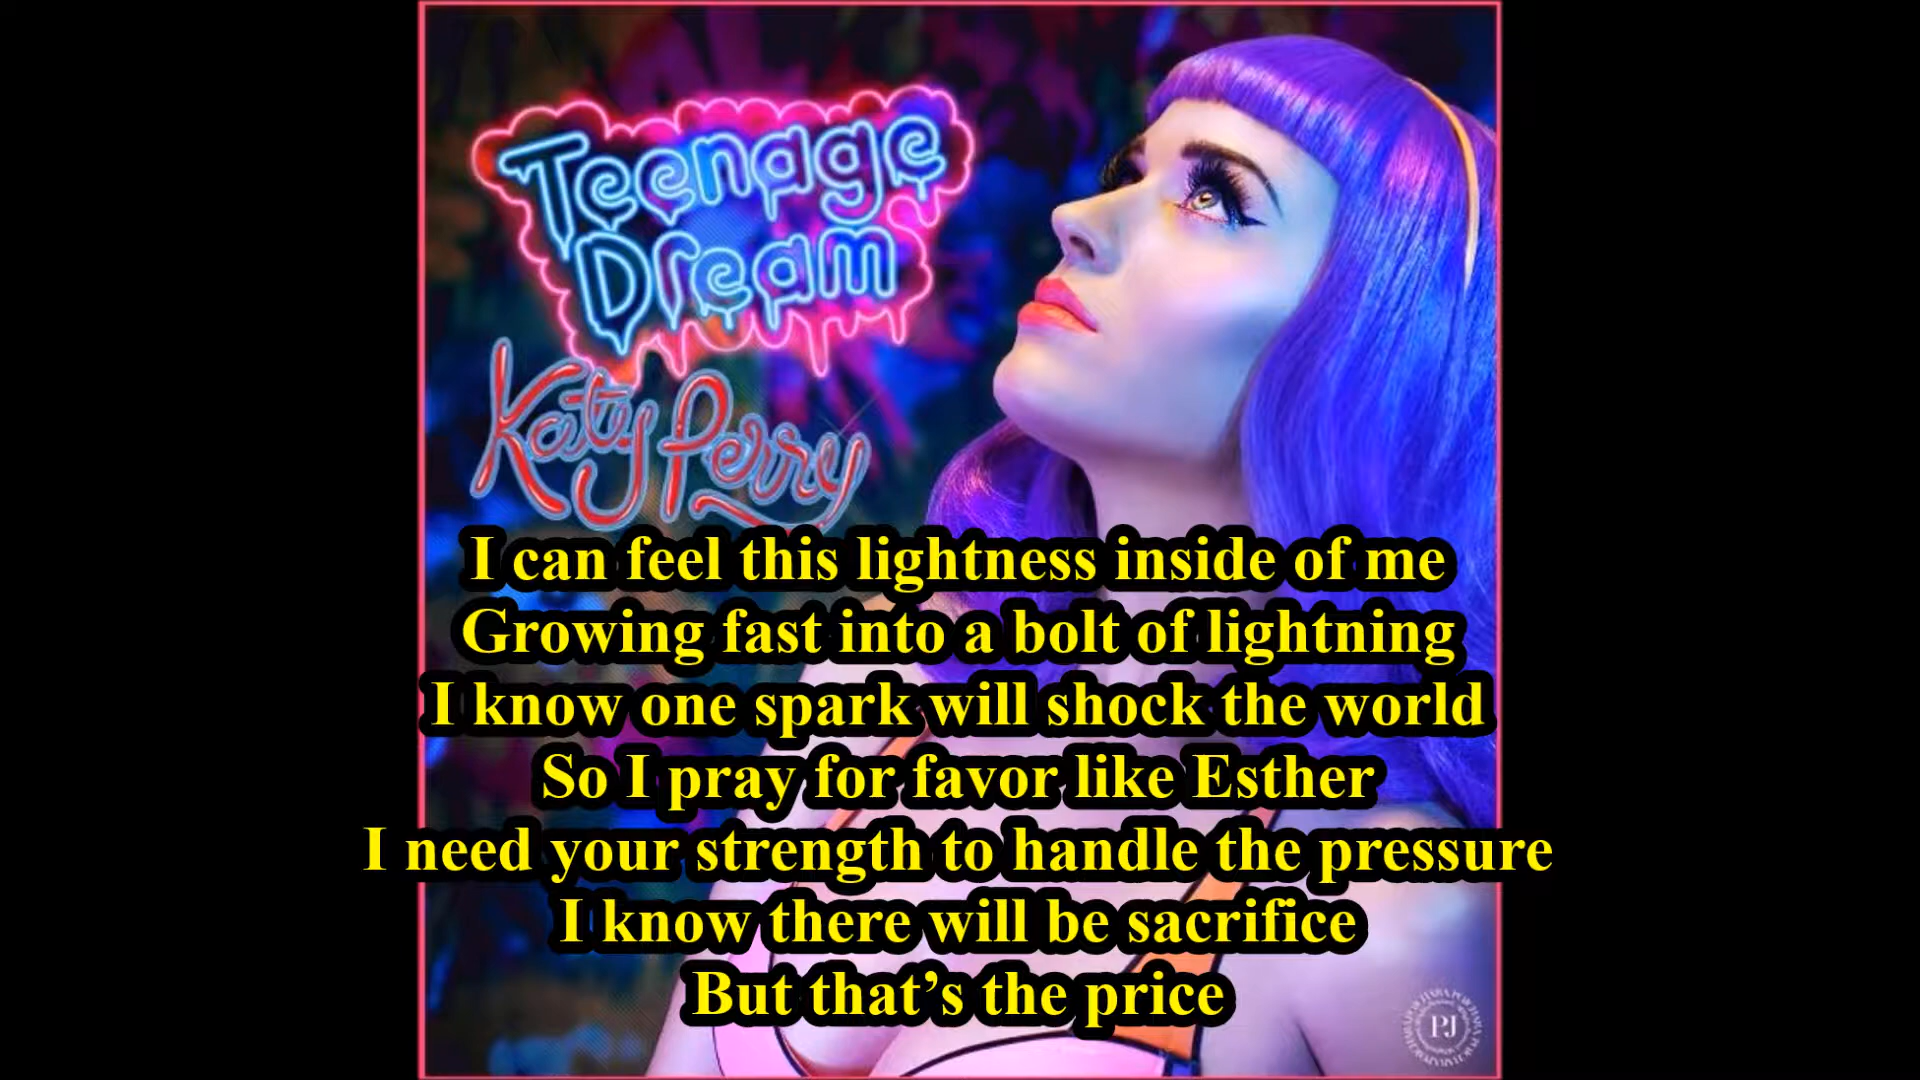 Teenage
Dream
Katy Perry
I can feel this lightness inside of me
Growing fast into a bolt of lightning
I know one spark will shock the world
So I pray for favor like Esther
I need your strength to handle the pressure
I know there will be sacrifice
But that’s the price
PJ